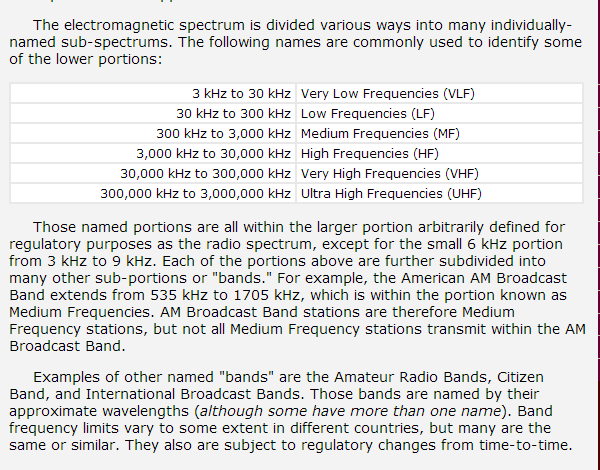 The electromagnetic spectrum is divided various ways into many individually-
named sub-spectrums. The following names are commonly used to identify some
of the lower portions:
3 kHz to 30 kHz Very Low Frequencies (VLF)
30 kHz to 300 kHz Low Frequencies (LF)
300 kHz to 3,000 kHz Medium Frequencies (MF)
3,000 kHz to 30,000 kHz High Frequencies (HF)
30,000 kHz to 300,000 kHz Very High Frequencies (VHF)
300,000 kHz to 3,000,000 kHz Ultra High Frequencies (UHF)
Those named portions are all within the larger portion arbitrarily defined for
regulatory purposes as the radio spectrum, except for the small 6 kHz portion
from 3 kHz to 9 kHz. Each of the portions above are further subdivided into
many other sub-portions or "bands." For example, the American AM Broadcast
Band extends from 535 kHz to 1705 kHz, which is within the portion known as
Medium Frequencies. AM Broadcast Band stations are therefore Medium
Frequency stations, but not all Medium Frequency stations transmit within the AM
Broadcast Band.
Examples of other named "bands" are the Amateur Radio Bands, Citizen
Band, and International Broadcast Bands. Those bands are named by their
approximate wavelengths (although some have more than one name). Band
frequency limits vary to some extent in different countries, but many are the
same or similar. They also are subject to regulatory changes from time-to-time.